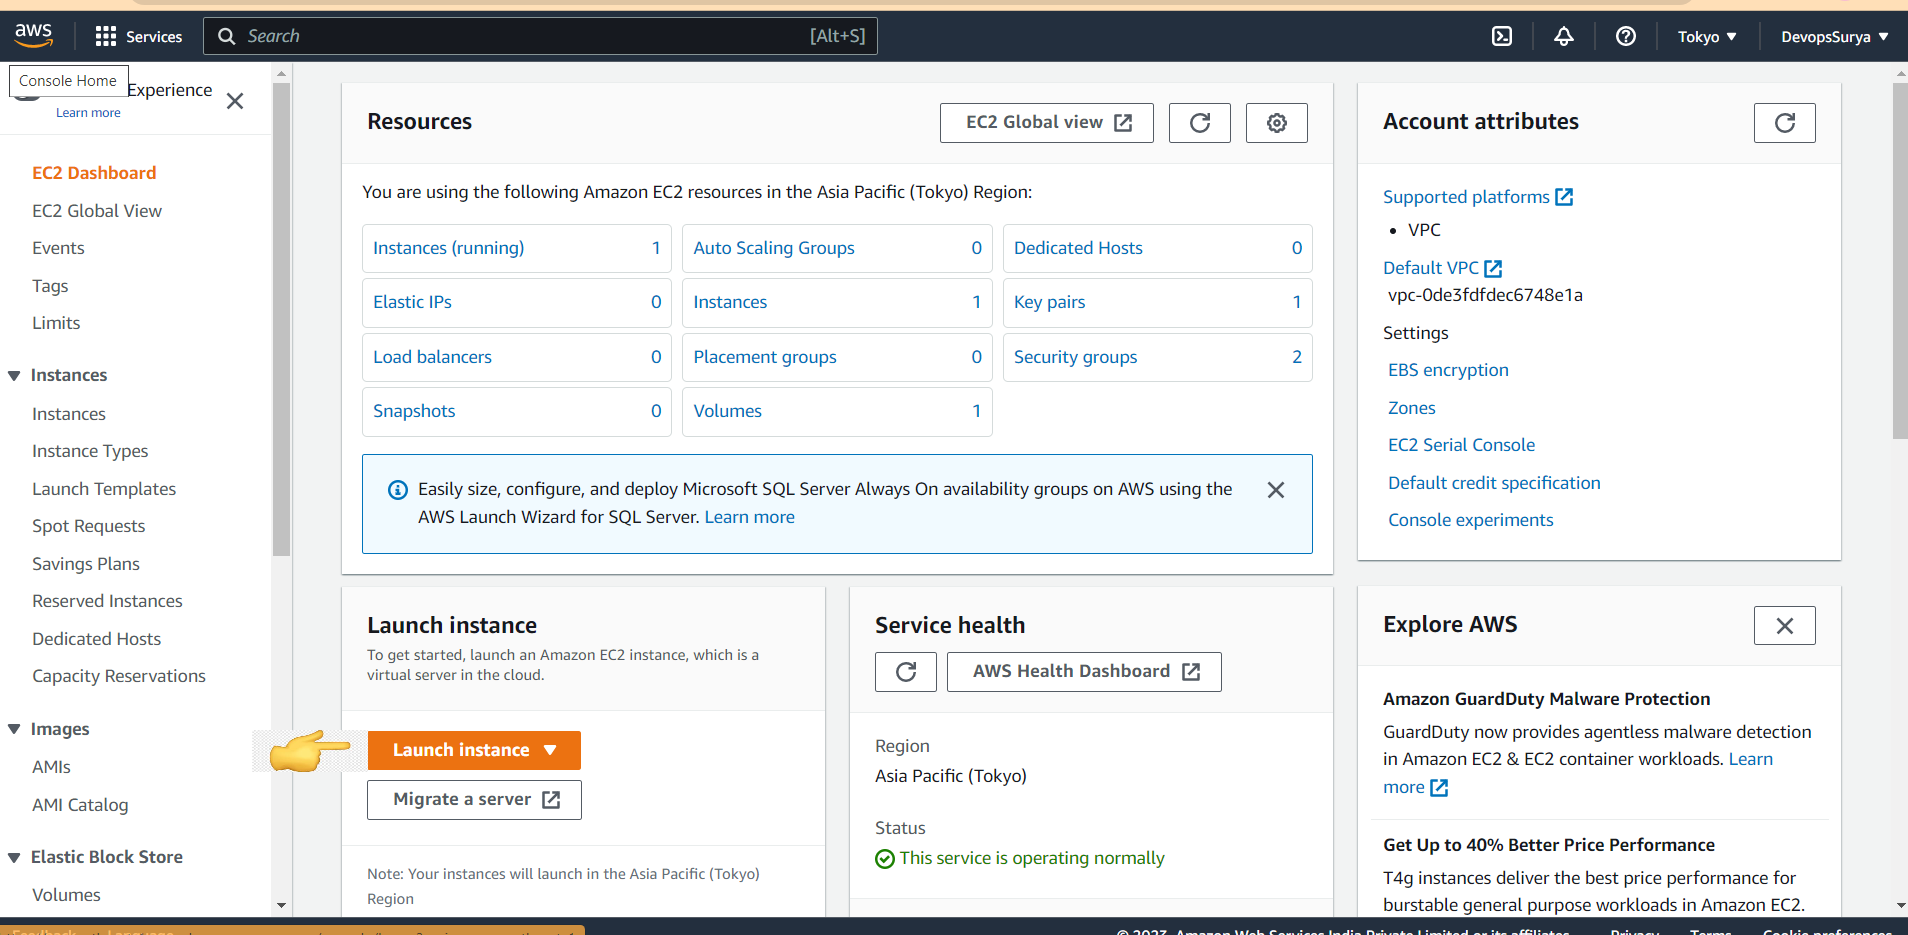 aws
Services
Search
[Alt+S]
Tokyo
DevopsSurya
Console Home
Experience
Learn more
EC2 Dashboard
EC2 Global View
Events
Tags
Limits
Instances
Instances
Instance Types
Launch Templates
Spot Requests
Savings Plans
Reserved Instances
Dedicated Hosts
Capacity Reservations
Images
AMIs
AMI Catalog
Elastic Block Store
Volumes
Resources
EC2 Global view
You are using the following Amazon EC2 resources in the Asia Pacific (Tokyo) Region:
Instances (running) 1
Auto Scaling Groups 0
Dedicated Hosts 0
Elastic IPs 0
Instances 1
Key pairs 1
Load balancers 0
Placement groups 0
Security groups 2
Snapshots 0
Volumes 1
Easily size, configure, and deploy Microsoft SQL Server Always On availability groups on AWS using the
AWS Launch Wizard for SQL Server. Learn more
Launch instance
To get started, launch an Amazon EC2 instance, which is a
virtual server in the cloud.
Launch instance
Migrate a server
Note: Your instances will launch in the Asia Pacific (Tokyo)
Region
Service health
AWS Health Dashboard
Region
Asia Pacific (Tokyo)
Status
This service is operating normally
Account attributes
Supported platforms
• VPC
Default VPC
vpc-0de3fdfdec6748e1a
Settings
EBS encryption
Zones
EC2 Serial Console
Default credit specification
Console experiments
Explore AWS
Amazon GuardDuty Malware Protection
GuardDuty now provides agentless malware detection
in Amazon EC2 & EC2 container workloads. Learn
more
Get Up to 40% Better Price Performance
T4g instances deliver the best price performance for
burstable general purpose workloads in Amazon EC2.
Feedback
Language
© 2023, Amazon Web Services India Private Limited or its affiliates.
Privacy
Terms
Cookie preferences